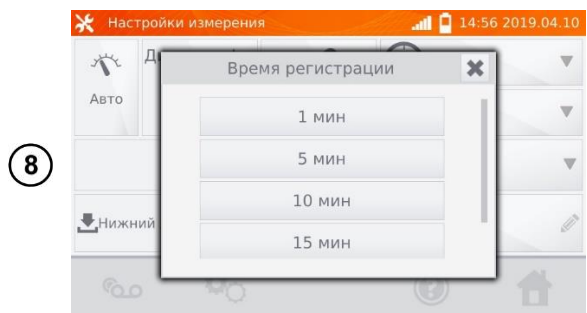 Настройки измерения 14:56 2019.04.10
Время регистрации
Авто
1 мин
5 мин
8
10 мин
Нижний
15 мин